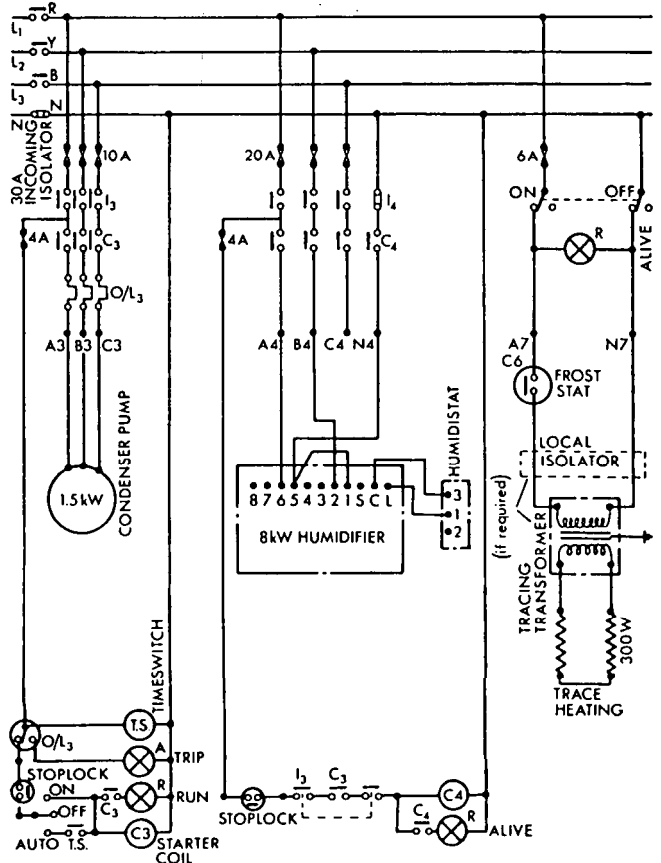 L1 R
L2 Y
L3 B
N N
30A
INCOMING
ISOLATOR
10A
20A
6A
I3
I4
ON
OFF
4A
C3
4A
C4
R
ALIVE
O/L3
A3 B3 C3
A4 B4 C4 N4
A7
C6
N7
FROST
STAT
1.5kW
CONDENSER PUMP
8 7 6 5 4 3 2 1 S C L
8kW HUMIDIFIER
HUMIDISTAT
3
1
2
LOCAL
ISOLATOR
(if required)
TRACING
TRANSFORMER
300W
TRACE
HEATING
TIMESWITCH
T.S.
O/L3
A
TRIP
STOPLOCK
ON
C3
R
RUN
OFF
AUTO T.S.
C3
STARTER
COIL
STOPLOCK
I3
C3
C4
C4
R
ALIVE